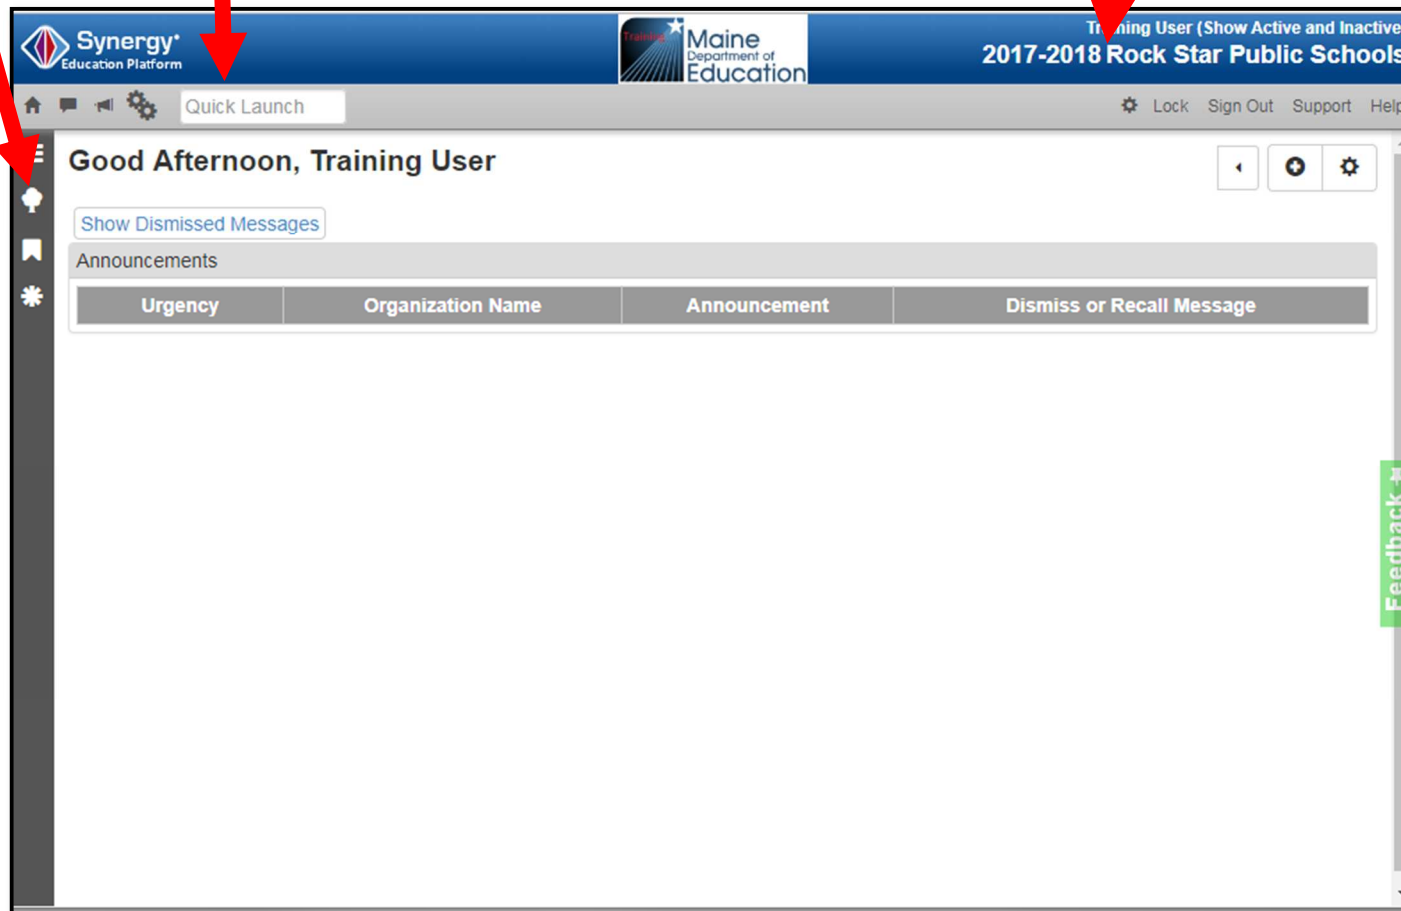 Synergy
Education Platform
Training
Maine
Department of
Education
Training User (Show Active and Inactive
2017-2018 Rock Star Public Schools
Quick Launch
Lock Sign Out Support Help
Good Afternoon, Training User
Show Dismissed Messages
Announcements
Urgency Organization Name Announcement Dismiss or Recall Message
Feedback